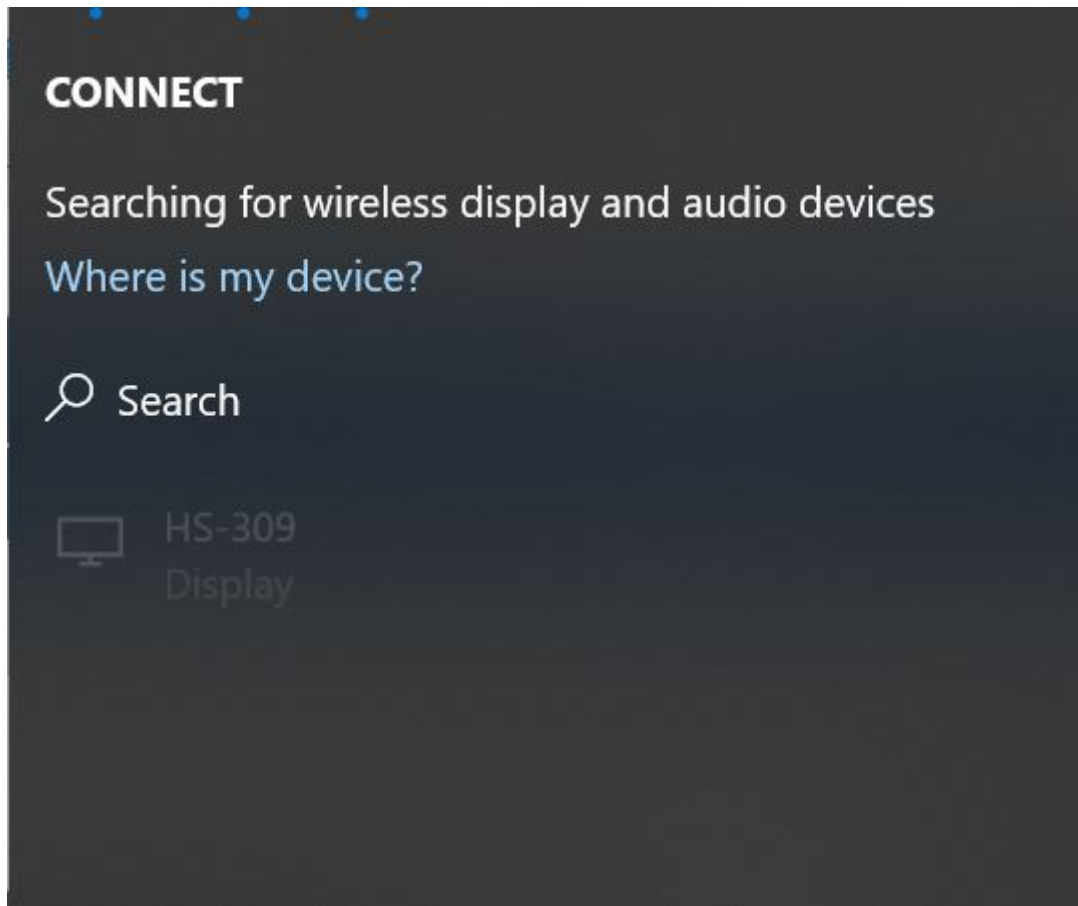 CONNECT
Searching for wireless display and audio devices
Where is my device?
Search
HS-309
Display